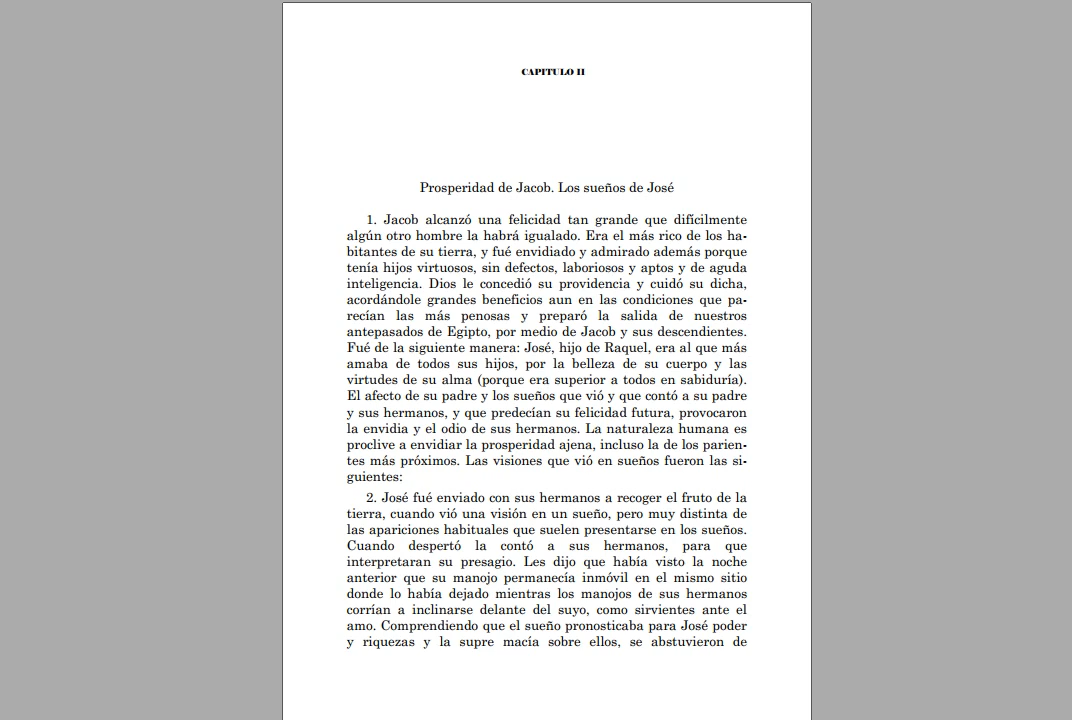 CAPITULO II
Prosperidad de Jacob. Los sueños de José
1. Jacob alcanzó una felicidad tan grande que difícilmente
algún otro hombre la habrá igualado. Era el más rico de los ha-
bitantes de su tierra, y fué envidiado y admirado además porque
tenía hijos virtuosos, sin defectos, laboriosos y aptos y de aguda
inteligencia. Dios le concedió su providencia y cuidó su dicha,
acordándole grandes beneficios aun en las condiciones que pa-
recían las más penosas y preparó la salida de nuestros
antepasados de Egipto, por medio de Jacob y sus descendientes.
Fué de la siguiente manera: José, hijo de Raquel, era al que más
amaba de todos sus hijos, por la belleza de su cuerpo y las
virtudes de su alma (porque era superior a todos en sabiduría).
El afecto de su padre y los sueños que vió y que contó a su padre
y sus hermanos, y que predecían su felicidad futura, provocaron
la envidia y el odio de sus hermanos. La naturaleza humana es
proclive a envidiar la prosperidad ajena, incluso la de los parien-
tes más próximos. Las visiones que vió en sueños fueron las si-
guientes:
2. José fué enviado con sus hermanos a recoger el fruto de la
tierra, cuando vió una visión en un sueño, pero muy distinta de
las apariciones habituales que suelen presentarse en los sueños.
Cuando despertó la contó a sus hermanos, para que
interpretaran su presagio. Les dijo que había visto la noche
anterior que su manojo permanecía inmóvil en el mismo sitio
donde lo había dejado mientras los manojos de sus hermanos
corrían a inclinarse delante del suyo, como sirvientes ante el
amo. Comprendiendo que el sueño pronosticaba para José poder
y riquezas y la supre macía sobre ellos, se abstuvieron de